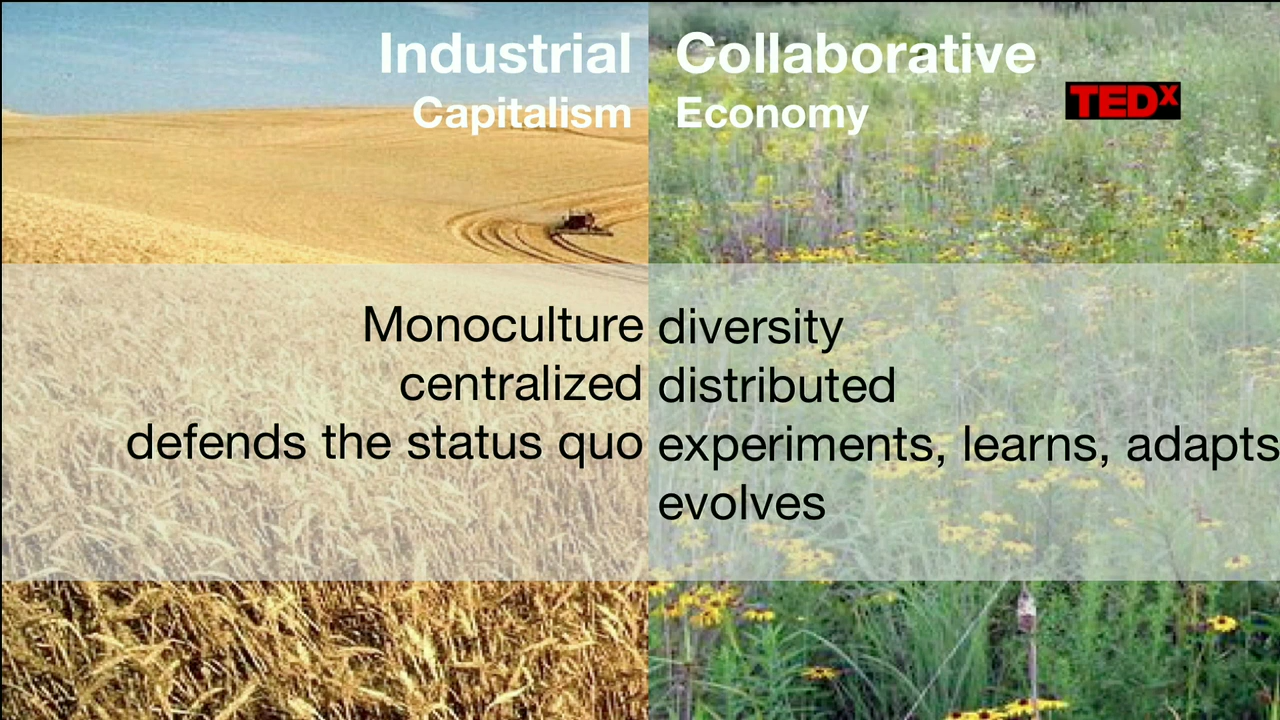 Industrial
Capitalism
Collaborative
Economy
TEDx
Monoculture
centralized
defends the status quo
diversity
distributed
experiments, learns, adapts
evolves